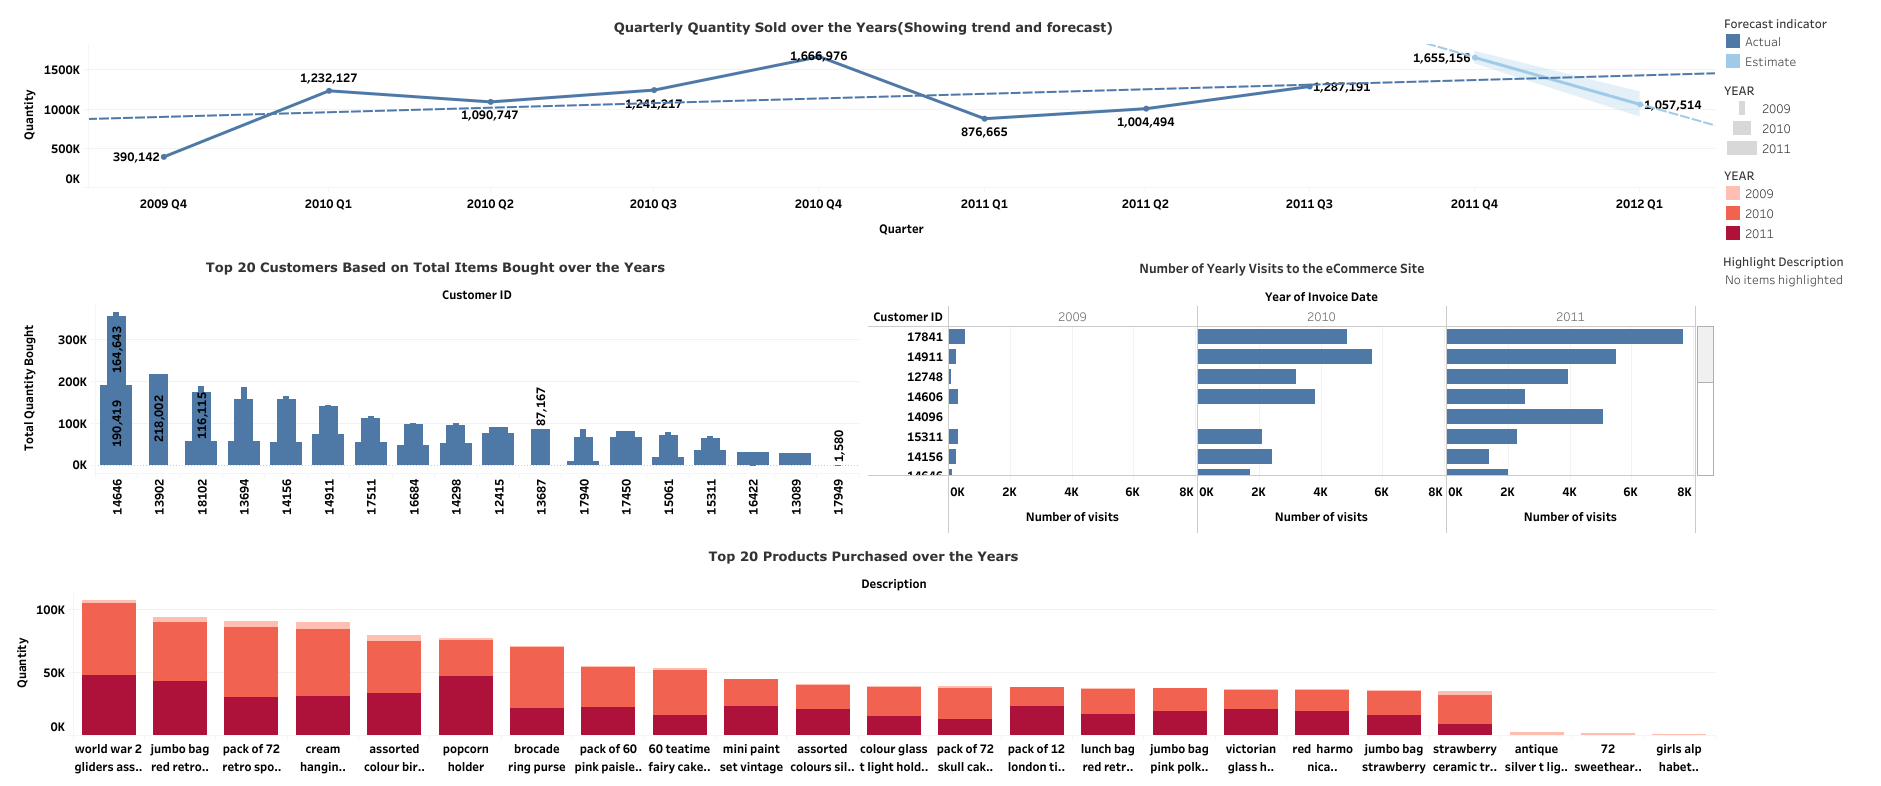 Quarterly Quantity Sold over the Years(Showing trend and forecast)
Quantity
1500K
1000K
500K
0K
390,142
1,232,127
1,090,747
1,241,217
1,666,976
876,665
1,004,494
1,287,191
1,655,156
1,057,514
2009 Q4 2010 Q1 2010 Q2 2010 Q3 2010 Q4 2011 Q1 2011 Q2 2011 Q3 2011 Q4 2012 Q1
Quarter
Forecast indicator
Actual
Estimate
YEAR
2009
2010
2011
YEAR
2009
2010
2011
Highlight Description
No items highlighted
Top 20 Customers Based on Total Items Bought over the Years
Customer ID
Total Quantity Bought
300K
200K
100K
0K
164,643
190,419
218,002
116,115
87,167
1,580
14646 13902 18102 13694 14156 14911 17511 16684 14298 12415 13687 17940 17450 15061 15311 16422 13089 17949
Number of Yearly Visits to the eCommerce Site
Year of Invoice Date
Customer ID 2009 2010 2011
17841
14911
12748
14606
14096
15311
14156
14646
0K 2K 4K 6K 8K 0K 2K 4K 6K 8K 0K 2K 4K 6K 8K
Number of visits Number of visits Number of visits
Top 20 Products Purchased over the Years
Description
Quantity
100K
50K
0K
world war 2 jumbo bag pack of 72 cream assorted popcorn brocade pack of 60 60 teatime mini paint assorted colour glass pack of 72 pack of 12 lunch bag jumbo bag victorian red harmo jumbo bag strawberry antique 72 girls alp
gliders ass.. red retro.. retro spo.. hangin.. colour bir.. holder ring purse pink paisle.. fairy cake.. set vintage colours sil.. t light hold.. skull cak.. london ti.. red retr.. pink polk.. glass h.. nica.. strawberry ceramic tr.. silver t lig.. sweethear.. habet..